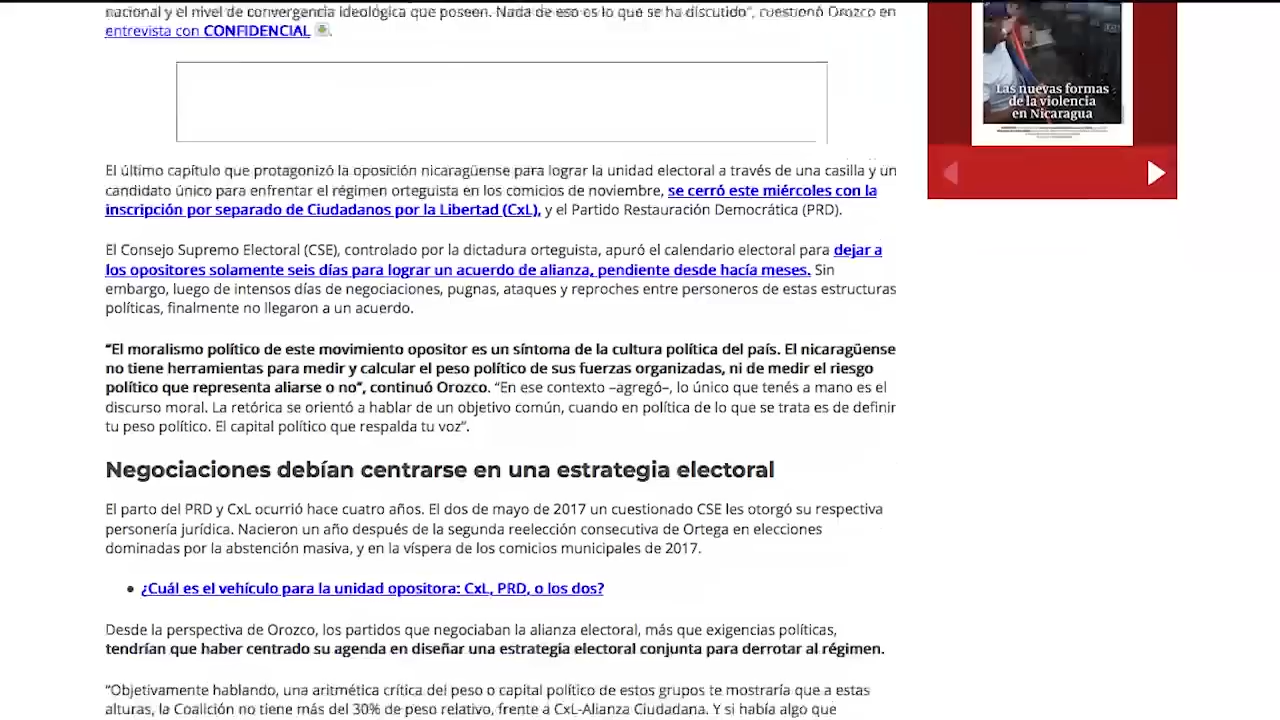 nacional y el nivel de convergencia ideológica que poseen. Nada de eso es lo que se ha discutido”, cuestionó Orozco en
entrevista con CONFIDENCIAL.
Las nuevas formas
de la violencia
en Nicaragua
El último capítulo que protagonizó la oposición nicaragüense para lograr la unidad electoral a través de una casilla y un
candidato único para enfrentar el régimen orteguista en los comicios de noviembre, se cerró este miércoles con la
inscripción por separado de Ciudadanos por la Libertad (CxL), y el Partido Restauración Democrática (PRD).
El Consejo Supremo Electoral (CSE), controlado por la dictadura orteguista, apuró el calendario electoral para dejar a
los opositores solamente seis días para lograr un acuerdo de alianza, pendiente desde hacía meses. Sin
embargo, luego de intensos días de negociaciones, pugnas, ataques y reproches entre personeros de estas estructuras
políticas, finalmente no llegaron a un acuerdo.
“El moralismo político de este movimiento opositor es un síntoma de la cultura política del país. El nicaragüense
no tiene herramientas para medir y calcular el peso político de sus fuerzas organizadas, ni de medir el riesgo
político que representa aliarse o no“, continuó Orozco. “En ese contexto –agregó–, lo único que tenés a mano es el
discurso moral. La retórica se orientó a hablar de un objetivo común, cuando en política de lo que se trata es de definir
tu peso político. El capital político que respalda tu voz”.
Negociaciones debían centrarse en una estrategia electoral
El parto del PRD y CxL ocurrió hace cuatro años. El dos de mayo de 2017 un cuestionado CSE les otorgó su respectiva
personería jurídica. Nacieron un año después de la segunda reelección consecutiva de Ortega en elecciones
dominadas por la abstención masiva, y en la víspera de los comicios municipales de 2017.
• ¿Cuál es el vehículo para la unidad opositora: CxL, PRD, o los dos?
Desde la perspectiva de Orozco, los partidos que negociaban la alianza electoral, más que exigencias políticas,
tendrían que haber centrado su agenda en diseñar una estrategia electoral conjunta para derrotar al régimen.
“Objetivamente hablando, una aritmética crítica del peso o capital político de estos grupos te mostraría que a estas
alturas, la Coalición no tiene más del 30% de peso relativo, frente a CxL-Alianza Ciudadana. Y si había algo que